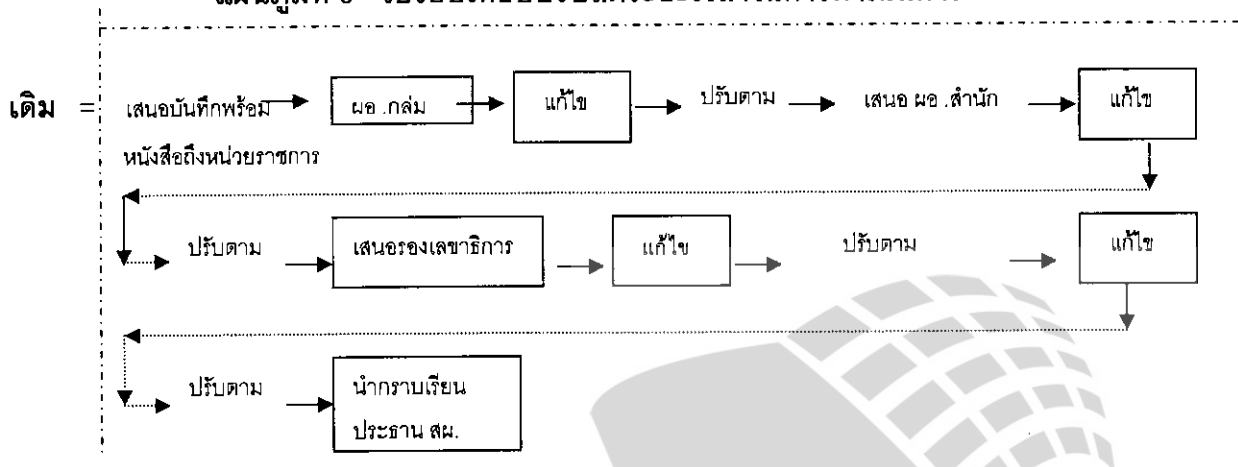 เดิม = เสนอบันทึกพร้อม ผอ.กลุ่ม แก้ไข ปรับตาม เสนอ ผอ.สำนัก แก้ไข
หนังสือถึงหน่วยราชการ
ปรับตาม เสนอรองเลขาธิการ แก้ไข ปรับตาม แก้ไข
ปรับตาม นำกราบเรียน
ประธาน สผ.